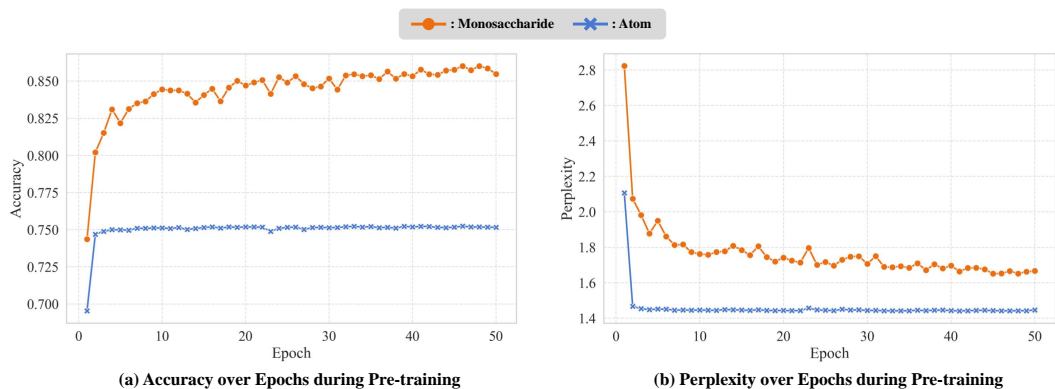 : Monosaccharide : Atom
0.850
0.825
0.800
0.775
0.750
0.725
0.700
Accuracy
0 10 20 30 40 50
Epoch
(a) Accuracy over Epochs during Pre-training
2.8
2.6
2.4
2.2
2.0
1.8
1.6
1.4
Perplexity
0 10 20 30 40 50
Epoch
(b) Perplexity over Epochs during Pre-training